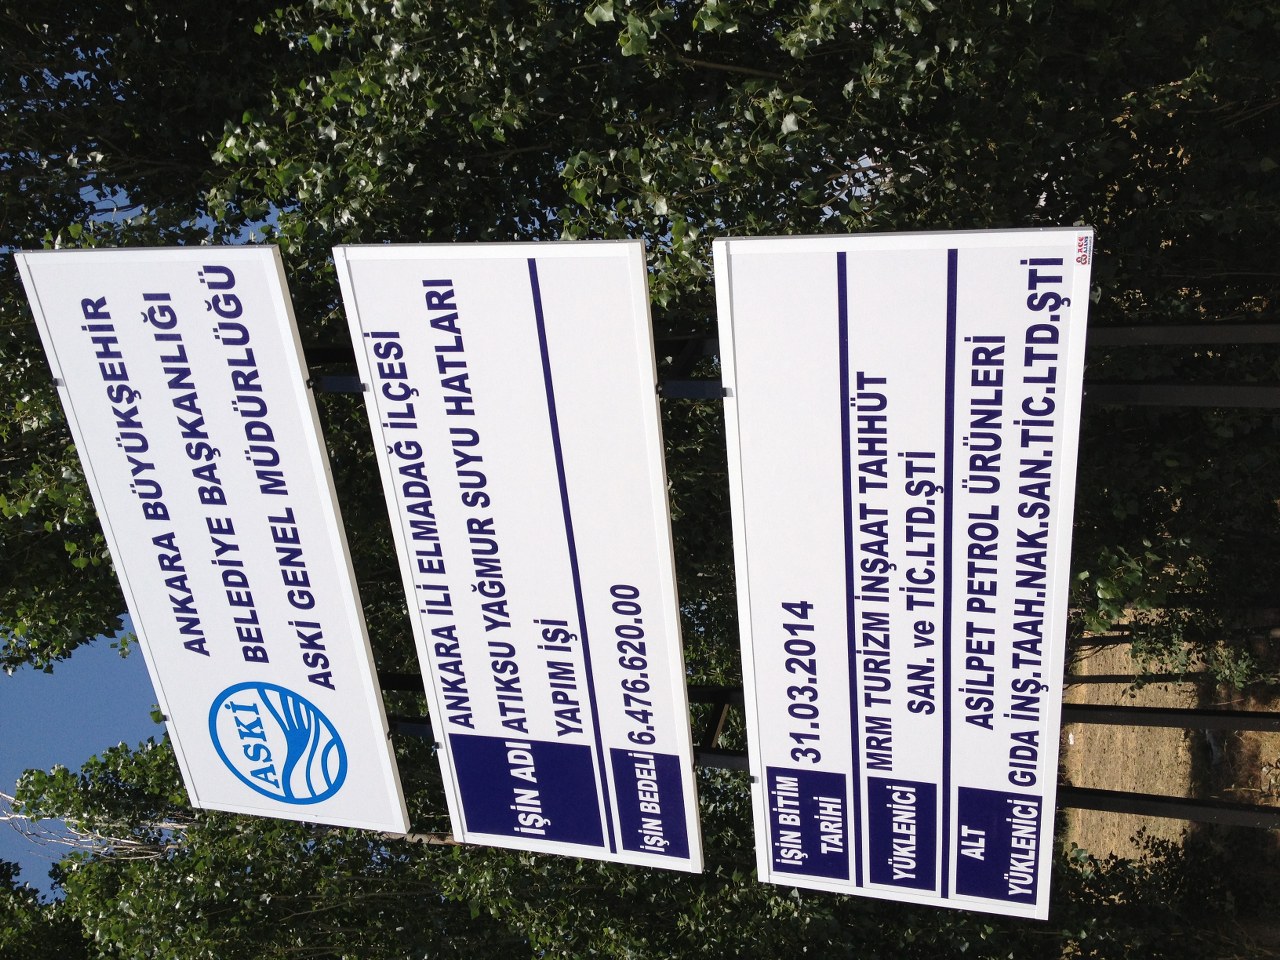 ASKİ
ANKARA BÜYÜKŞEHİR
BELEDİYE BAŞKANLIĞI
ASKİ GENEL MÜDÜRLÜĞÜ
İŞİN ADI
ANKARA İLİ ELMADAĞ İLÇESİ
ATIKSU YAĞMUR SUYU HATLARI
YAPIM İŞİ
İŞİN BEDELİ 6.476.620.00
İŞİN BİTİM
TARİHİ
31.03.2014
YÜKLENİCİ
MRM TURİZM İNŞAAT TAHHÜT
SAN. ve TİC.LTD.ŞTİ
ALT
YÜKLENİCİ
ASİLPET PETROL ÜRÜNLERİ
GIDA İNŞ.TAAH.NAK.SAN.TİC.LTD.ŞTİ